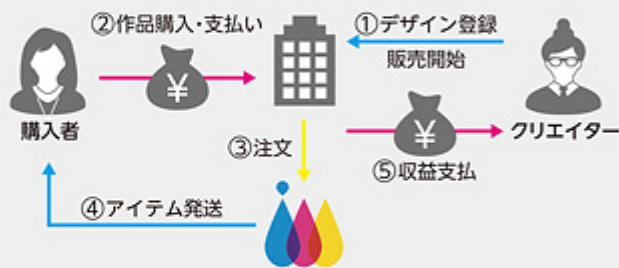 ②作品購入・支払い
①デザイン登録
販売開始
¥
購入者
¥
クリエイター
③注文
⑤収益支払
④アイテム発送